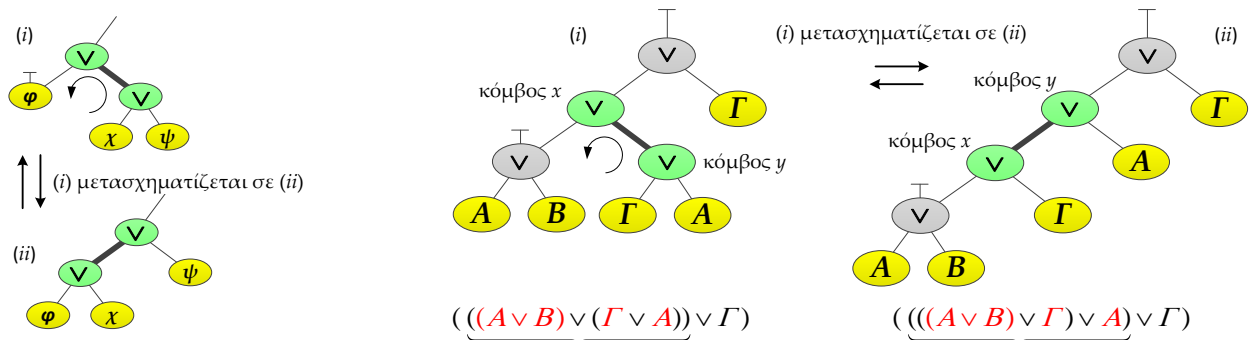 (i)
∨
φ
∨
χ ψ
(i) μετασχηματίζεται σε (ii)
(ii)
∨
∨
ψ
φ χ
(i)
∨
κόμβος x
∨
Γ
∨
∨
κόμβος y
A B Γ A
(((A ∨ B) ∨ (Γ ∨ A)) ∨ Γ)
(i) μετασχηματίζεται σε (ii)
(ii)
∨
κόμβος y
∨
Γ
κόμβος x
∨
A
∨
Γ
A B
((((A ∨ B) ∨ Γ) ∨ A) ∨ Γ)